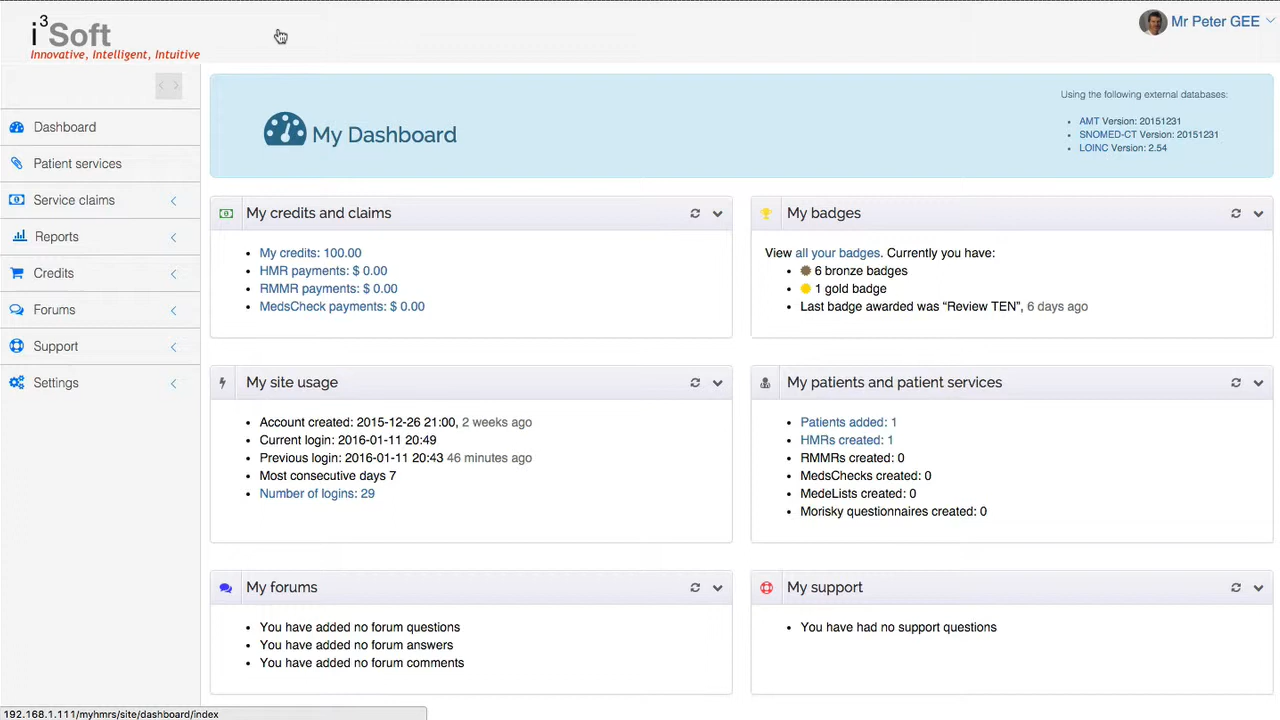 i³Soft
Innovative, Intelligent, Intuitive
Mr Peter GEE
Dashboard
Patient services
Service claims
Reports
Credits
Forums
Support
Settings
My Dashboard
Using the following external databases:
AMT Version: 20151231
SNOMED-CT Version: 20151231
LOINC Version: 2.54
My credits and claims
My credits: 100.00
HMR payments: $ 0.00
RMMR payments: $ 0.00
MedsCheck payments: $ 0.00
My badges
View all your badges. Currently you have:
6 bronze badges
1 gold badge
Last badge awarded was “Review TEN”, 6 days ago
My site usage
Account created: 2015-12-26 21:00, 2 weeks ago
Current login: 2016-01-11 20:49
Previous login: 2016-01-11 20:43 46 minutes ago
Most consecutive days 7
Number of logins: 29
My patients and patient services
Patients added: 1
HMRs created: 1
RMMRs created: 0
MedsChecks created: 0
MedeLists created: 0
Morisky questionnaires created: 0
My forums
You have added no forum questions
You have added no forum answers
You have added no forum comments
My support
You have had no support questions
192.168.1.111/myhmrs/site/dashboard/index